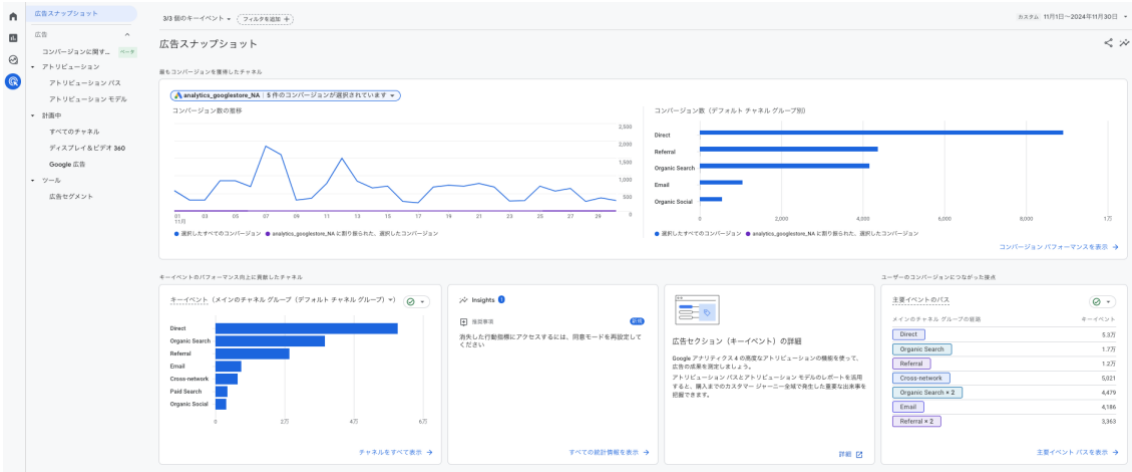 広告スナップショット
広告
コンバージョンに関す... ベータ
アトリビューション
アトリビューション パス
アトリビューション モデル
計画中
すべてのチャネル
ディスプレイ＆ビデオ 360
Google 広告
ツール
広告セグメント
3/3 個のキーイベント
フィルタを追加 +
カスタム 11月1日～2024年11月30日
広告スナップショット
最もコンバージョンを獲得したチャネル
analytics_googlestore_NA | 5 件のコンバージョンが選択されています
コンバージョン数の推移
2,500
2,000
1,500
1,000
500
0
01 03 05 07 09 11 13 15 17 19 21 23 25 27 29
11月
選択したすべてのコンバージョン analytics_googlestore_NA に割り振られた、選択したコンバージョン
コンバージョン数（デフォルト チャネル グループ別）
Direct
Referral
Organic Search
Email
Organic Social
0 2,000 4,000 6,000 8,000 1万
選択したすべてのコンバージョン analytics_googlestore_NA に割り振られた、選択したコンバージョン
コンバージョン パフォーマンスを表示 →
キーイベントのパフォーマンス向上に貢献したチャネル
キーイベント（メインのチャネル グループ（デフォルト チャネル グループ）
Direct
Organic Search
Referral
Email
Cross-network
Paid Search
Organic Social
0 2万 4万 6万
チャネルをすべて表示 →
Insights 1
推奨事項
消失した行動指標にアクセスするには、同意モードを再設定して
ください
すべての統計情報を表示 →
広告セクション（キーイベント）の詳細
Google アナリティクス 4 の高度なアトリビューションの機能を使って、
広告の成果を測定しましょう。
アトリビューション パスとアトリビューション モデルのレポートを活用
すると、購入までのカスタマー ジャーニー全域で発生した重要な出来事を
把握できます。
詳細
ユーザーのコンバージョンにつながった接点
主要イベントのパス
メインのチャネル グループの経路 キーイベント
Direct 5.3万
Organic Search 1.7万
Referral 1.2万
Cross-network 5,021
Organic Search × 2 4,479
Email 4,186
Referral × 2 3,363
主要イベント パスを表示 →